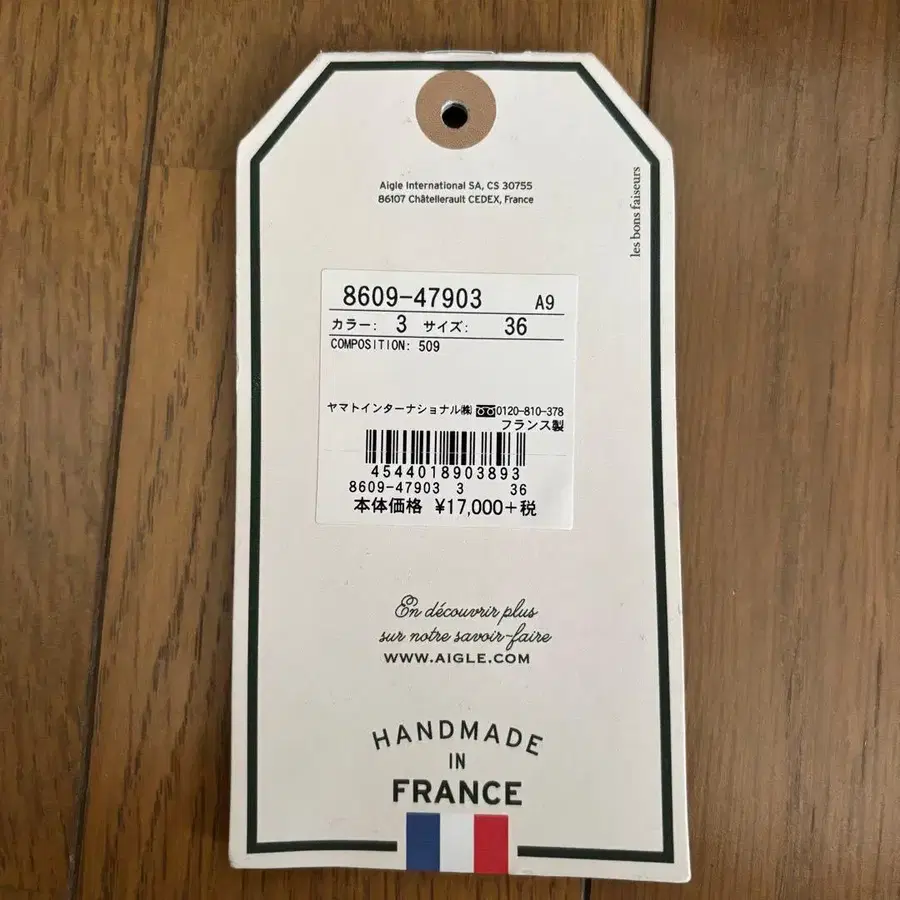 Aigle International SA, CS 30755
86107 Châtellerault CEDEX, France
les bons faiseurs
8609-47903 A9
カラー: 3 サイズ: 36
COMPOSITION: 509
ヤマトインターナショナル㈱ 0120-810-378
フランス製
4544018903893
8609-47903 3 36
本体価格 ¥17,000+税
En découvrir plus
sur notre savoir-faire
WWW.AIGLE.COM
HANDMADE
IN
FRANCE